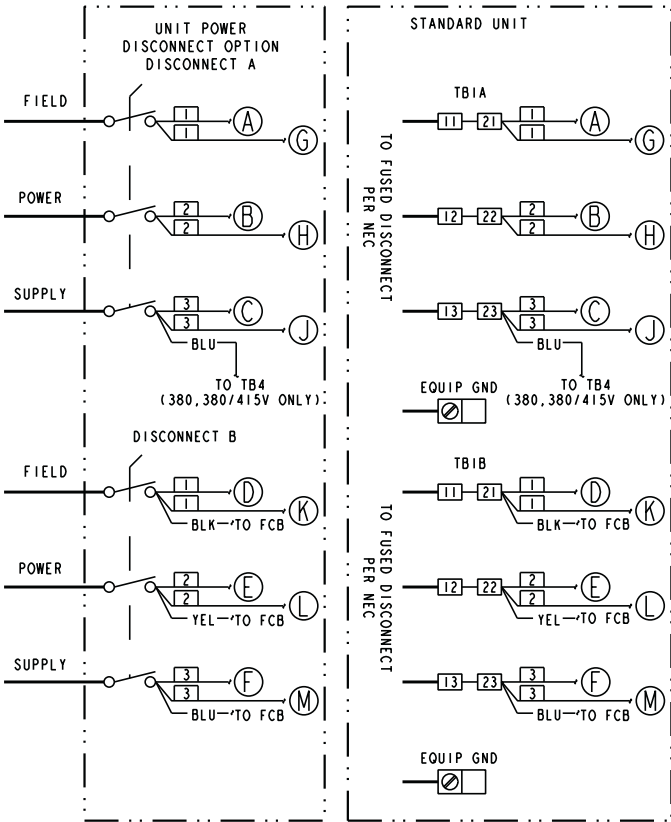 UNIT POWER
DISCONNECT OPTION
DISCONNECT A
FIELD
1
1
A
G
POWER
2
2
B
H
SUPPLY
3
3
C
J
BLU
TO TB4
(380,380/415V ONLY)
DISCONNECT B
FIELD
1
1
D
K
BLK TO FCB
POWER
2
2
E
L
YEL TO FCB
SUPPLY
3
3
F
M
BLU TO FCB
STANDARD UNIT
TO FUSED DISCONNECT
PER NEC
TB1A
11 21
1
1
A
G
12 22
2
2
B
H
13 23
3
3
C
J
BLU
TO TB4
(380,380/415V ONLY)
EQUIP GND
TO FUSED DISCONNECT
PER NEC
TB1B
11 21
1
1
D
K
BLK TO FCB
12 22
2
2
E
L
YEL TO FCB
13 23
3
3
F
M
BLU TO FCB
EQUIP GND